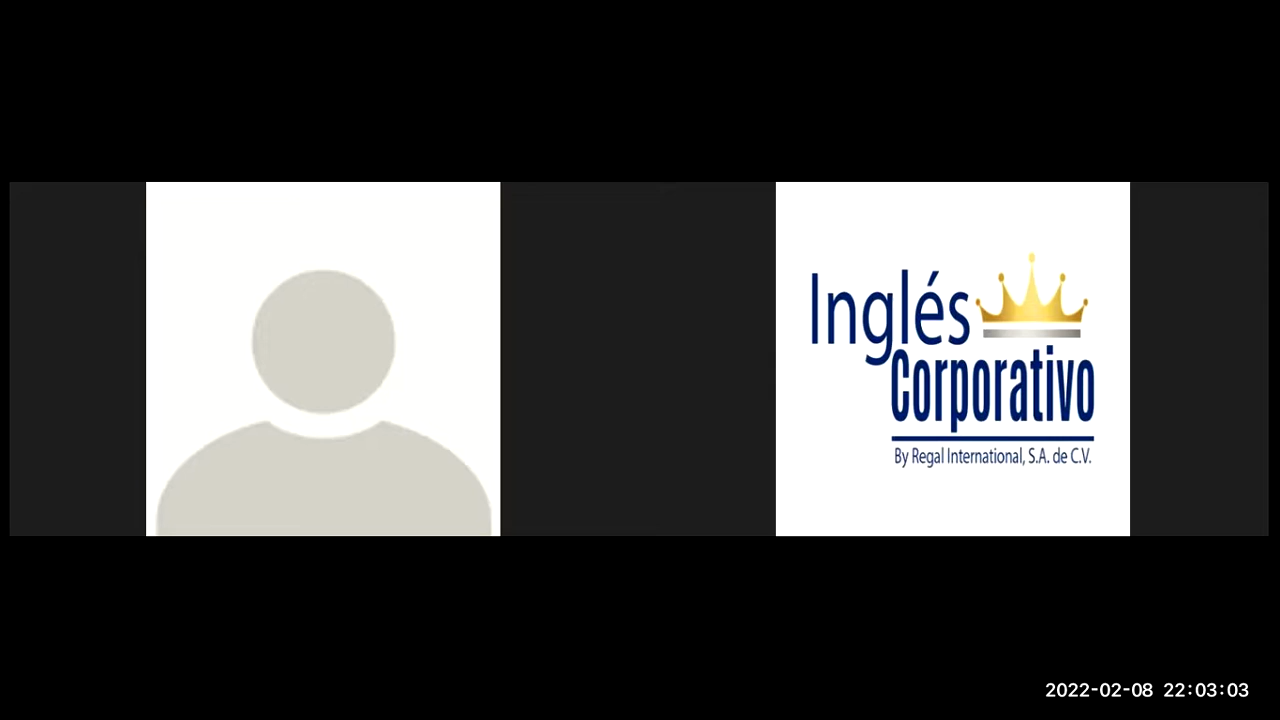 Inglés
Corporativo
By Regal International, S.A. de C.V.
2022-02-08 22:03:03